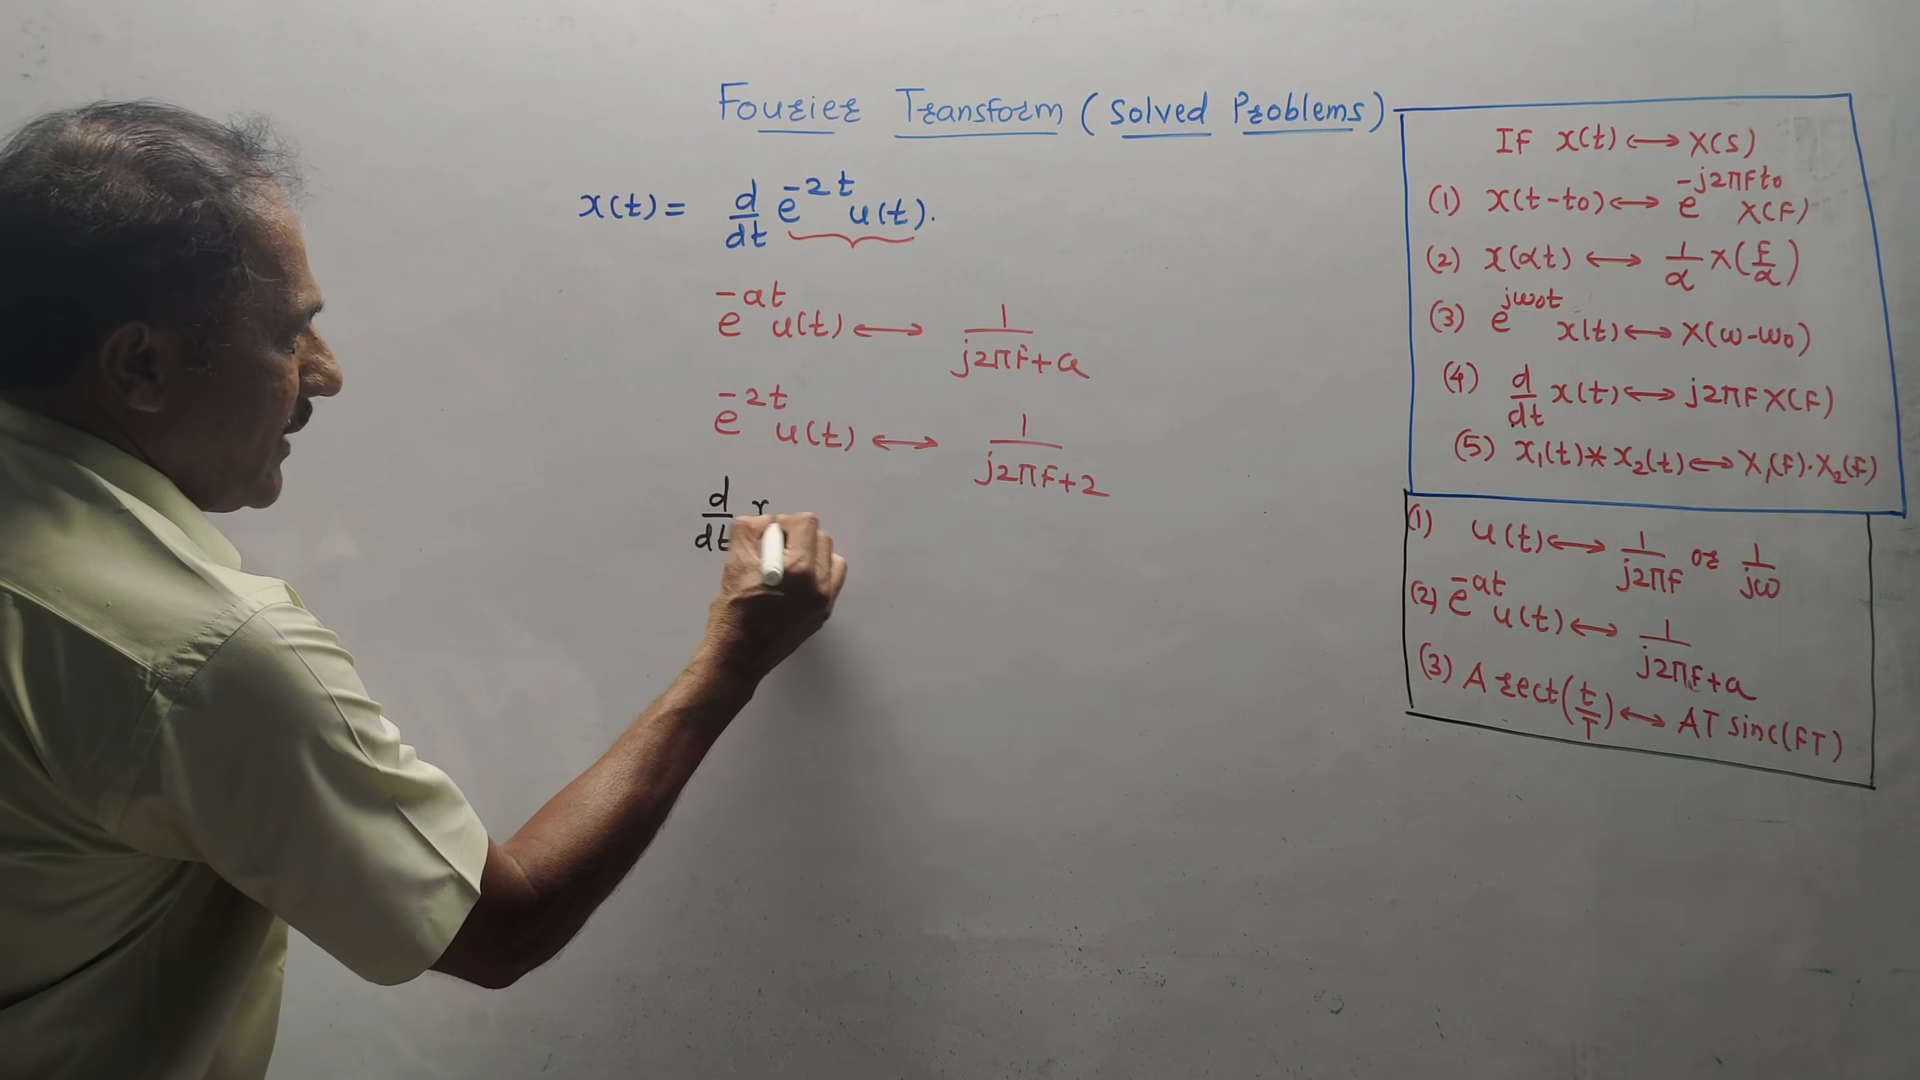 Fourier Transform (Solved Problems)
x(t) = d/dt e^-2t u(t).
e^-at u(t) ⟷ 1/(j2πF+a)
e^-2t u(t) ⟷ 1/(j2πF+2)
d/dt x
IF x(t) ⟷ X(S)
(1) x(t-t0) ⟷ e^-j2πFt0 X(F)
(2) x(αt) ⟷ 1/α X(F/α)
(3) e^jω0t x(t) ⟷ X(ω-ω0)
(4) d/dt x(t) ⟷ j2πF X(F)
(5) x1(t)*x2(t) ⟷ X1(F).X2(F)
(1) u(t) ⟷ 1/j2πF or 1/jω
(2) e^-at u(t) ⟷ 1/(j2πF+a)
(3) A rect(t/T) ⟷ AT sinc(FT)